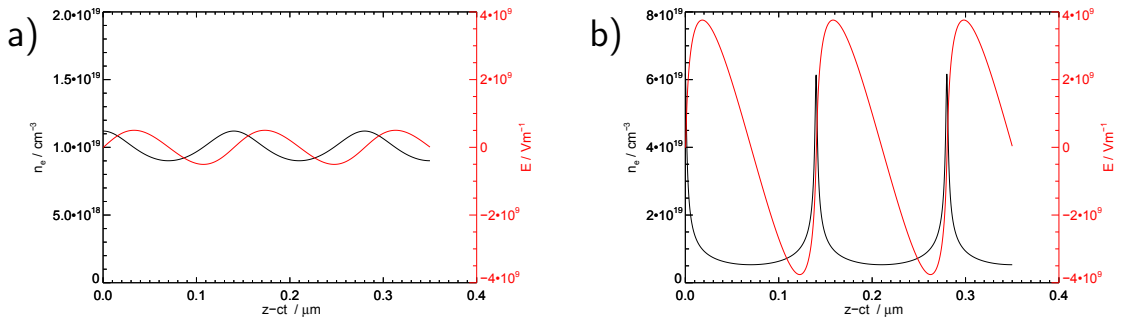 a)
2.0•10¹⁹
1.5•10¹⁹
1.0•10¹⁹
5.0•10¹⁸
0
nₑ / cm⁻³
4•10⁹
2•10⁹
0
−2•10⁹
−4•10⁹
E / Vm⁻¹
0.0 0.1 0.2 0.3 0.4
z−ct / μm
b)
8•10¹⁹
6•10¹⁹
4•10¹⁹
2•10¹⁹
0
nₑ / cm⁻³
4•10⁹
2•10⁹
0
−2•10⁹
−4•10⁹
E / Vm⁻¹
0.0 0.1 0.2 0.3 0.4
z−ct / μm